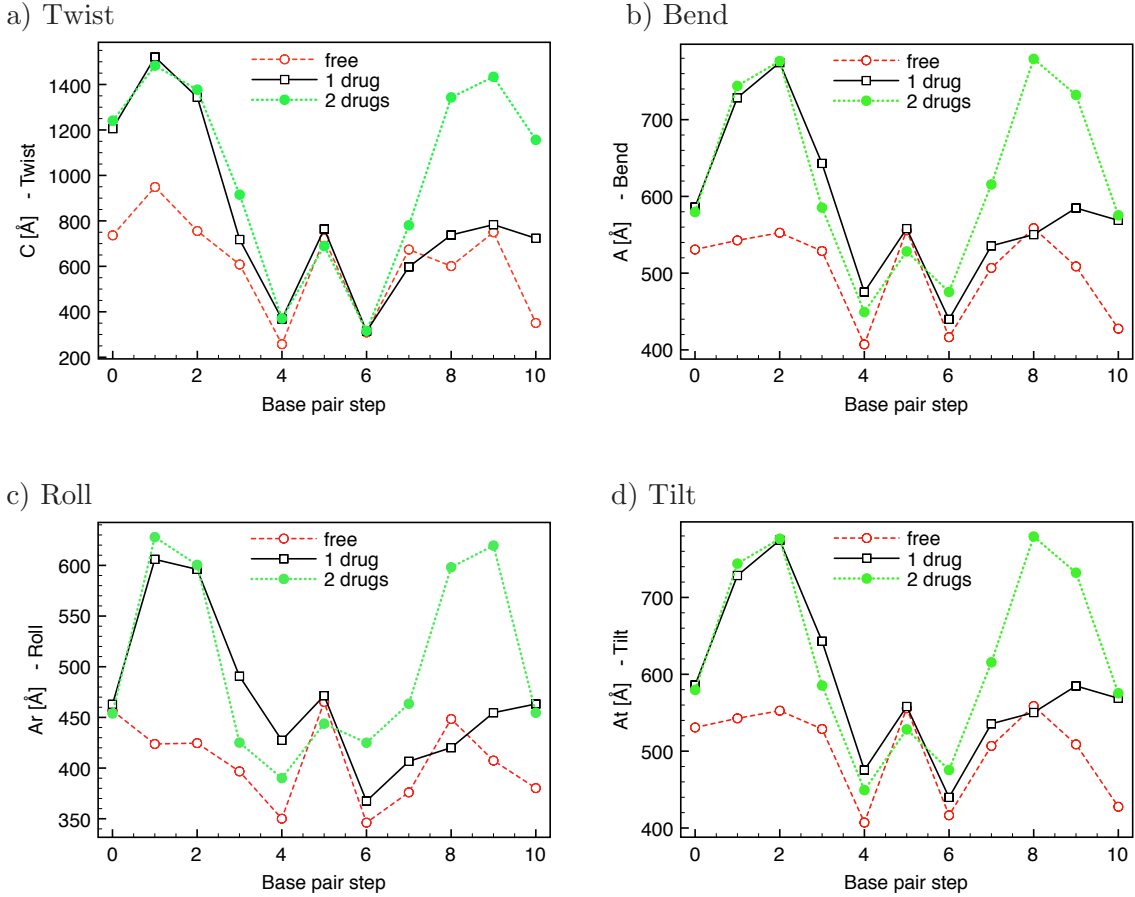 a) Twist
C [Å] - Twist
1400
1200
1000
800
600
400
200
free
1 drug
2 drugs
0 2 4 6 8 10
Base pair step
b) Bend
A [Å] - Bend
700
600
500
400
free
1 drug
2 drugs
0 2 4 6 8 10
Base pair step
c) Roll
Ar [Å] - Roll
600
550
500
450
400
350
free
1 drug
2 drugs
0 2 4 6 8 10
Base pair step
d) Tilt
At [Å] - Tilt
700
600
500
400
free
1 drug
2 drugs
0 2 4 6 8 10
Base pair step